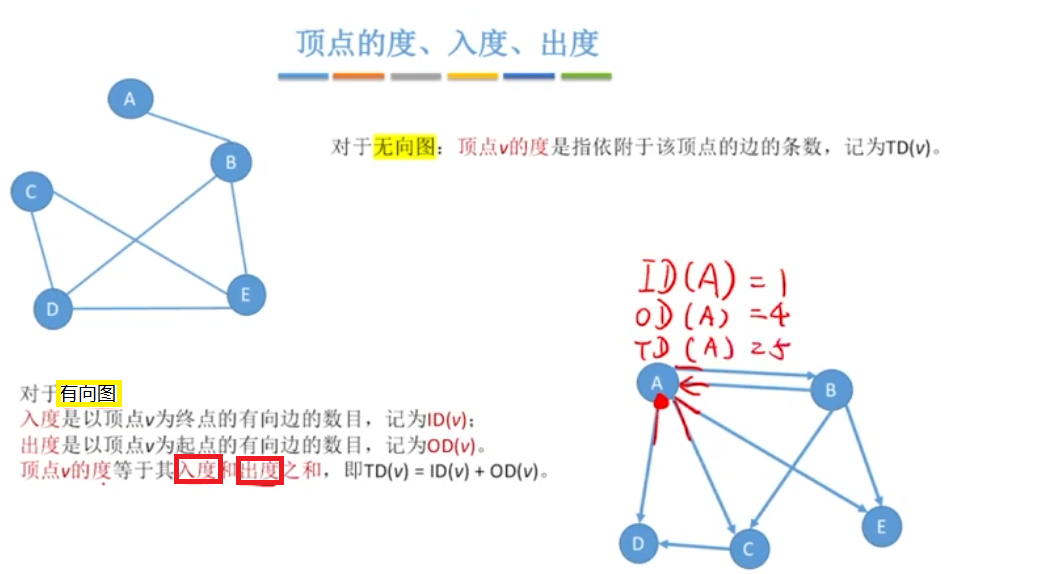 顶点的度、入度、出度
A
B
C
D
E
对于无向图：顶点v的度是指依附于该顶点的边的条数，记为TD(v)。
ID(A)=1
OD(A)=4
TD(A)=5
A
B
E
D
C
对于有向图
入度是以顶点v为终点的有向边的数目，记为ID(v)；
出度是以顶点v为起点的有向边的数目，记为OD(v)。
顶点v的度等于其入度和出度之和，即TD(v) = ID(v) + OD(v)。